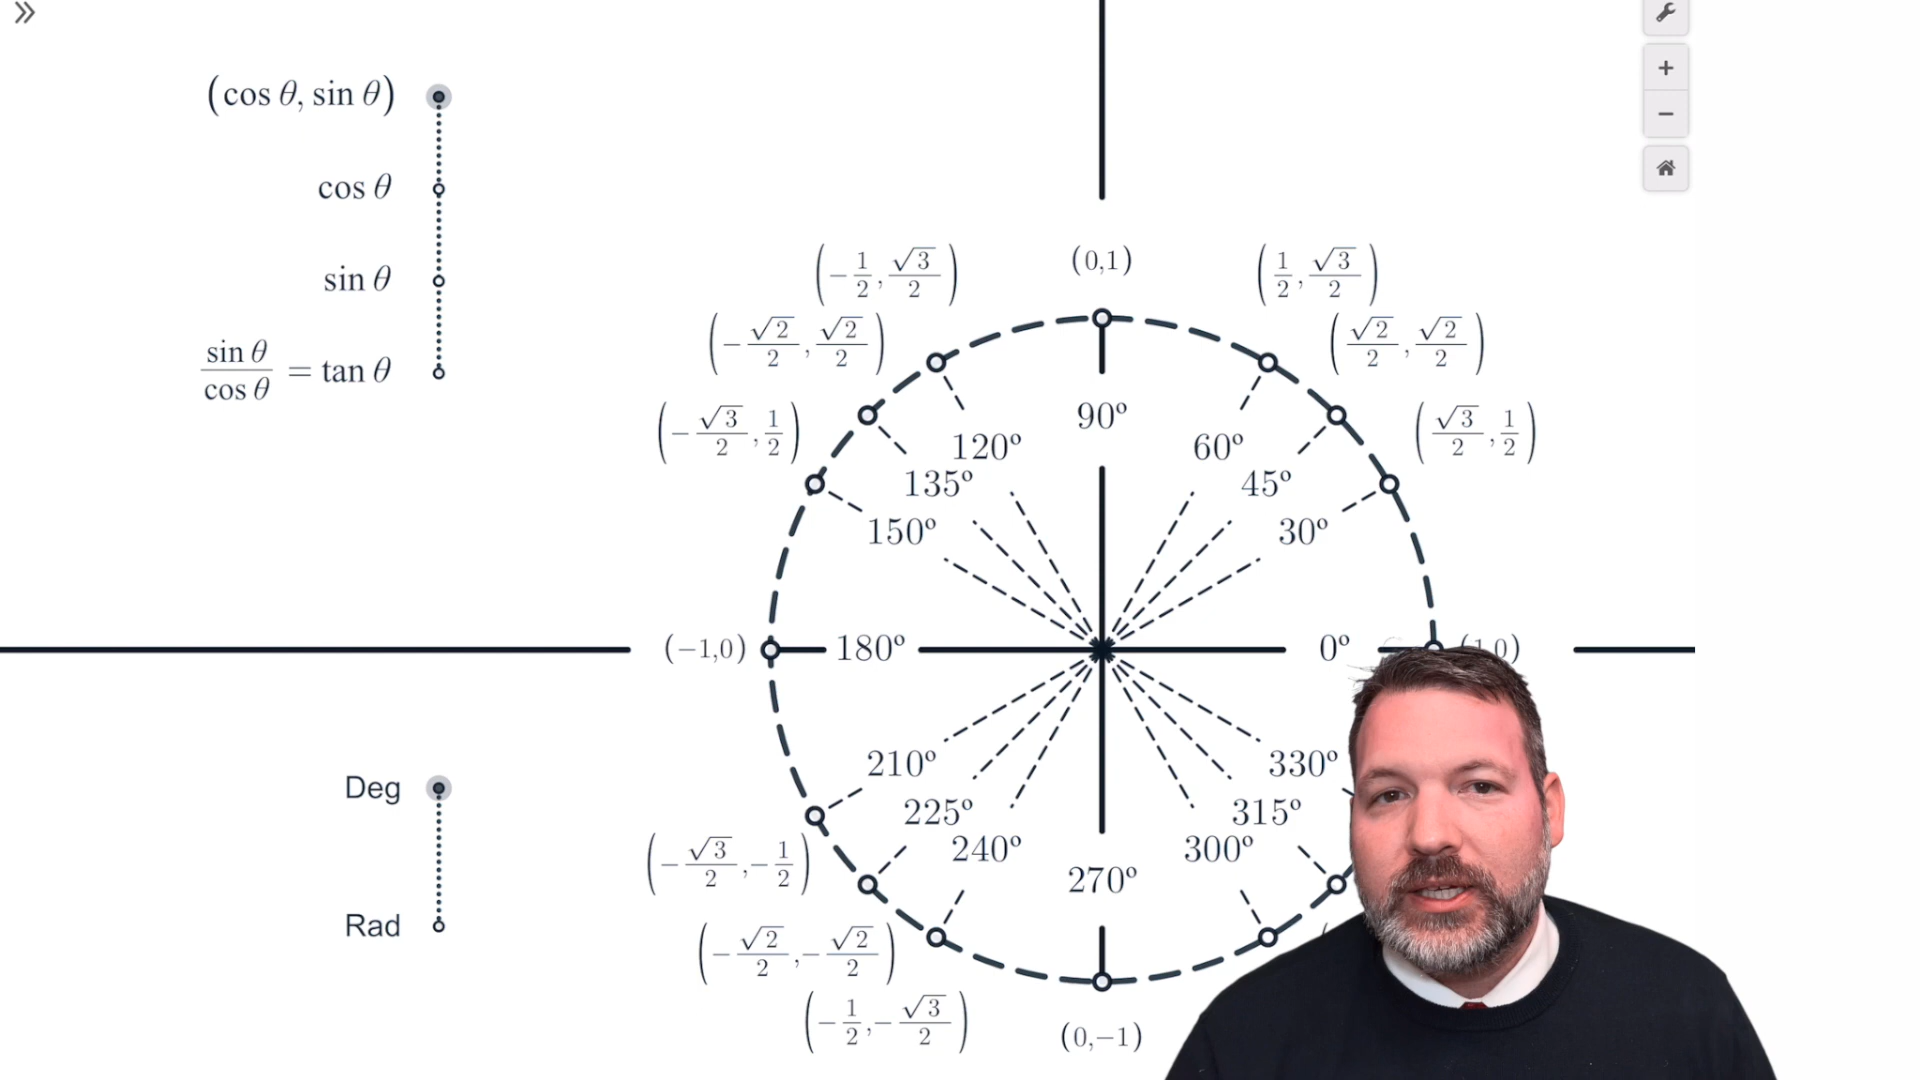 (cos θ, sin θ)
cos θ
sin θ
sin θ / cos θ = tan θ
(0,1)
(−1/2, √3/2)
(1/2, √3/2)
(−√2/2, √2/2)
(√2/2, √2/2)
(−√3/2, 1/2)
(√3/2, 1/2)
90º
120º
60º
135º
45º
150º
30º
(−1,0)
180º
0º
(1,0)
210º
330º
Deg
225º
315º
240º
300º
(−√3/2, −1/2)
270º
Rad
(−√2/2, −√2/2)
(−1/2, −√3/2)
(0,−1)